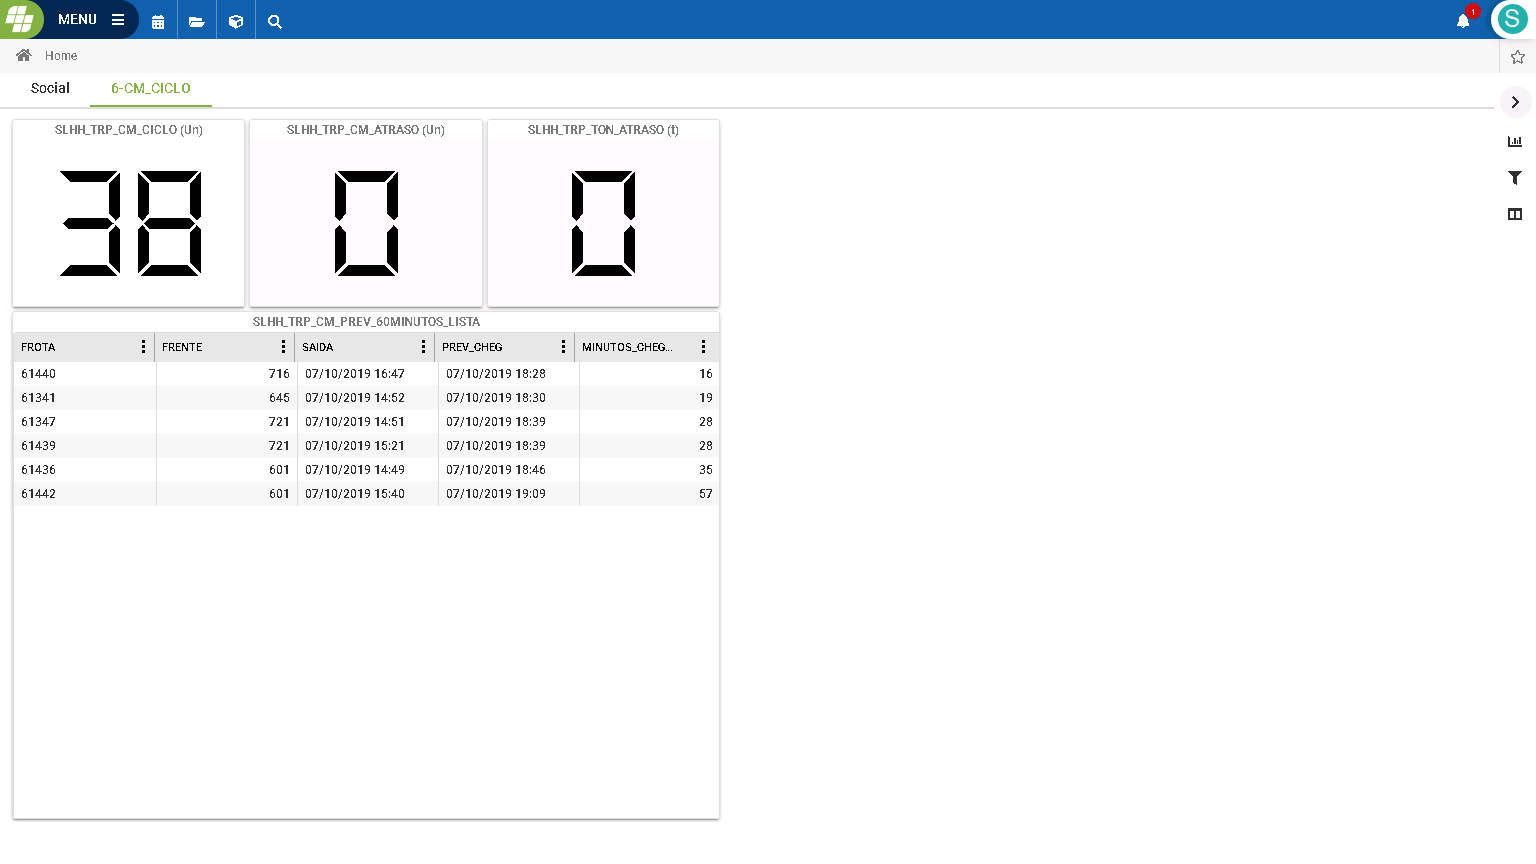 MENU
1
S
Home
Social 6-CM_CICLO
SLHH_TRP_CM_CICLO (Un) SLHH_TRP_CM_ATRASO (Un) SLHH_TRP_TON_ATRASO (t)
38 0 0
SLHH_TRP_CM_PREV_60MINUTOS_LISTA
FROTA FRENTE SAIDA PREV_CHEG MINUTOS_CHEG...
61440 716 07/10/2019 16:47 07/10/2019 18:28 16
61341 645 07/10/2019 14:52 07/10/2019 18:30 19
61347 721 07/10/2019 14:51 07/10/2019 18:39 28
61439 721 07/10/2019 15:21 07/10/2019 18:39 28
61436 601 07/10/2019 14:49 07/10/2019 18:46 35
61442 601 07/10/2019 15:40 07/10/2019 19:09 57